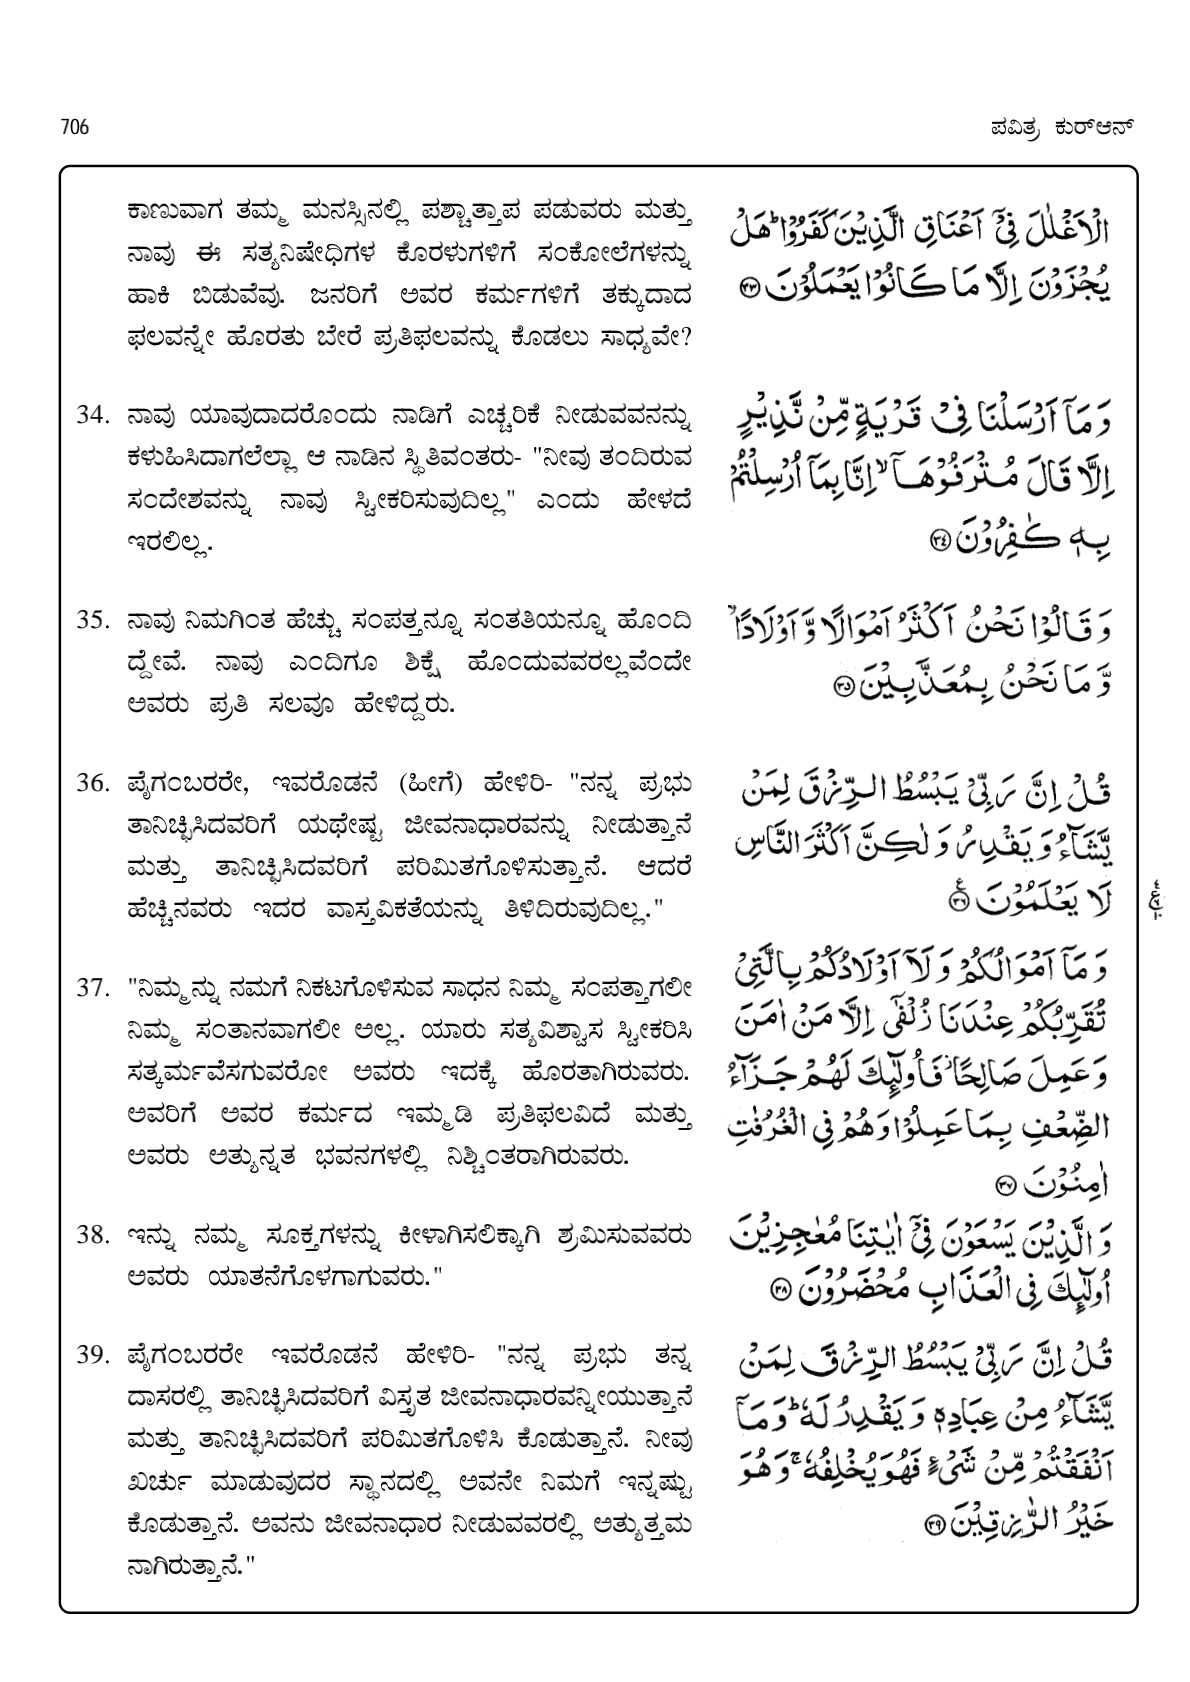 706
ಪವಿತ್ರ ಕುರ್‌ಆನ್
ಕಾಣುವಾಗ ತಮ್ಮ ಮನಸ್ಸಿನಲ್ಲಿ ಪಶ್ಚಾತ್ತಾಪ ಪಡುವರು ಮತ್ತು
ನಾವು ಈ ಸತ್ಯನಿಷೇಧಿಗಳ ಕೊರಳುಗಳಿಗೆ ಸಂಕೋಲೆಗಳನ್ನು
ಹಾಕಿ ಬಿಡುವೆವು. ಜನರಿಗೆ ಅವರ ಕರ್ಮಗಳಿಗೆ ತಕ್ಕುದಾದ
ಫಲವನ್ನೇ ಹೊರತು ಬೇರೆ ಪ್ರತಿಫಲವನ್ನು ಕೊಡಲು ಸಾಧ್ಯವೇ?
34. ನಾವು ಯಾವುದಾದರೊಂದು ನಾಡಿಗೆ ಎಚ್ಚರಿಕೆ ನೀಡುವವನನ್ನು
ಕಳುಹಿಸಿದಾಗಲೆಲ್ಲಾ ಆ ನಾಡಿನ ಸ್ಥಿತಿವಂತರು- "ನೀವು ತಂದಿರುವ
ಸಂದೇಶವನ್ನು ನಾವು ಸ್ವೀಕರಿಸುವುದಿಲ್ಲ" ಎಂದು ಹೇಳದೆ
ಇರಲಿಲ್ಲ.
35. ನಾವು ನಿಮಗಿಂತ ಹೆಚ್ಚು ಸಂಪತ್ತನ್ನೂ ಸಂತತಿಯನ್ನೂ ಹೊಂದಿ
ದ್ದೇವೆ. ನಾವು ಎಂದಿಗೂ ಶಿಕ್ಷೆ ಹೊಂದುವವರಲ್ಲವೆಂದೇ
ಅವರು ಪ್ರತಿ ಸಲವೂ ಹೇಳಿದ್ದರು.
36. ಪೈಗಂಬರರೇ, ಇವರೊಡನೆ (ಹೀಗೆ) ಹೇಳಿರಿ- "ನನ್ನ ಪ್ರಭು
ತಾನಿಚ್ಛಿಸಿದವರಿಗೆ ಯಥೇಷ್ಟ ಜೀವನಾಧಾರವನ್ನು ನೀಡುತ್ತಾನೆ
ಮತ್ತು ತಾನಿಚ್ಛಿಸಿದವರಿಗೆ ಪರಿಮಿತಗೊಳಿಸುತ್ತಾನೆ. ಆದರೆ
ಹೆಚ್ಚಿನವರು ಇದರ ವಾಸ್ತವಿಕತೆಯನ್ನು ತಿಳಿದಿರುವುದಿಲ್ಲ."
37. "ನಿಮ್ಮನ್ನು ನಮಗೆ ನಿಕಟಗೊಳಿಸುವ ಸಾಧನ ನಿಮ್ಮ ಸಂಪತ್ತಾಗಲೀ
ನಿಮ್ಮ ಸಂತಾನವಾಗಲೀ ಅಲ್ಲ. ಯಾರು ಸತ್ಯವಿಶ್ವಾಸ ಸ್ವೀಕರಿಸಿ
ಸತ್ಕರ್ಮವೆಸಗುವರೋ ಅವರು ಇದಕ್ಕೆ ಹೊರತಾಗಿರುವರು.
ಅವರಿಗೆ ಅವರ ಕರ್ಮದ ಇಮ್ಮಡಿ ಪ್ರತಿಫಲವಿದೆ ಮತ್ತು
ಅವರು ಅತ್ಯುನ್ನತ ಭವನಗಳಲ್ಲಿ ನಿಶ್ಚಿಂತರಾಗಿರುವರು.
38. ಇನ್ನು ನಮ್ಮ ಸೂಕ್ತಗಳನ್ನು ಕೀಳಾಗಿಸಲಿಕ್ಕಾಗಿ ಶ್ರಮಿಸುವವರು
ಅವರು ಯಾತನೆಗೊಳಗಾಗುವರು."
39. ಪೈಗಂಬರರೇ ಇವರೊಡನೆ ಹೇಳಿರಿ- "ನನ್ನ ಪ್ರಭು ತನ್ನ
ದಾಸರಲ್ಲಿ ತಾನಿಚ್ಛಿಸಿದವರಿಗೆ ವಿಸ್ತೃತ ಜೀವನಾಧಾರವನ್ನೀಯುತ್ತಾನೆ
ಮತ್ತು ತಾನಿಚ್ಛಿಸಿದವರಿಗೆ ಪರಿಮಿತಗೊಳಿಸಿ ಕೊಡುತ್ತಾನೆ. ನೀವು
ಖರ್ಚು ಮಾಡುವುದರ ಸ್ಥಾನದಲ್ಲಿ ಅವನೇ ನಿಮಗೆ ಇನ್ನಷ್ಟು
ಕೊಡುತ್ತಾನೆ. ಅವನು ಜೀವನಾಧಾರ ನೀಡುವವರಲ್ಲಿ ಅತ್ಯುತ್ತಮ
ನಾಗಿರುತ್ತಾನೆ."
الْاَغْلٰلَ فِیْۤ اَعْنَاقِ الَّذِیْنَ كَفَرُوْا ؕ هَلْ
یُجْزَوْنَ اِلَّا مَا كَانُوْا یَعْمَلُوْنَ ﴿۳۳﴾
وَ مَاۤ اَرْسَلْنَا فِیْ قَرْیَةٍ مِّنْ نَّذِیْرٍ
اِلَّا قَالَ مُتْرَفُوْهَاۤ ۙ اِنَّا بِمَاۤ اُرْسِلْتُمْ
بِهٖ كٰفِرُوْنَ ﴿۳٤﴾
وَ قَالُوْا نَحْنُ اَكْثَرُ اَمْوَالًا وَّ اَوْلَادًا ۙ
وَّ مَا نَحْنُ بِمُعَذَّبِیْنَ ﴿۳۵﴾
قُلْ اِنَّ رَبِّیْ یَبْسُطُ الرِّزْقَ لِمَنْ
یَّشَآءُ وَ یَقْدِرُ وَ لٰكِنَّ اَكْثَرَ النَّاسِ
لَا یَعْلَمُوْنَ ﴿۳۶﴾
وَ مَاۤ اَمْوَالُكُمْ وَ لَاۤ اَوْلَادُكُمْ بِالَّتِیْ
تُقَرِّبُكُمْ عِنْدَنَا زُلْفٰۤی اِلَّا مَنْ اٰمَنَ
وَ عَمِلَ صَالِحًا ؗ فَاُولٰٓىِٕكَ لَهُمْ جَزَآءُ
الضِّعْفِ بِمَا عَمِلُوْا وَ هُمْ فِی الْغُرُفٰتِ
اٰمِنُوْنَ ﴿۳۷﴾
وَ الَّذِیْنَ یَسْعَوْنَ فِیْۤ اٰیٰتِنَا مُعٰجِزِیْنَ
اُولٰٓىِٕكَ فِی الْعَذَابِ مُحْضَرُوْنَ ﴿۳۸﴾
قُلْ اِنَّ رَبِّیْ یَبْسُطُ الرِّزْقَ لِمَنْ
یَّشَآءُ مِنْ عِبَادِهٖ وَ یَقْدِرُ لَهٗ ؕ وَ مَاۤ
اَنْفَقْتُمْ مِّنْ شَیْءٍ فَهُوَ یُخْلِفُهٗ ۚ وَ هُوَ
خَیْرُ الرّٰزِقِیْنَ ﴿۳۹﴾